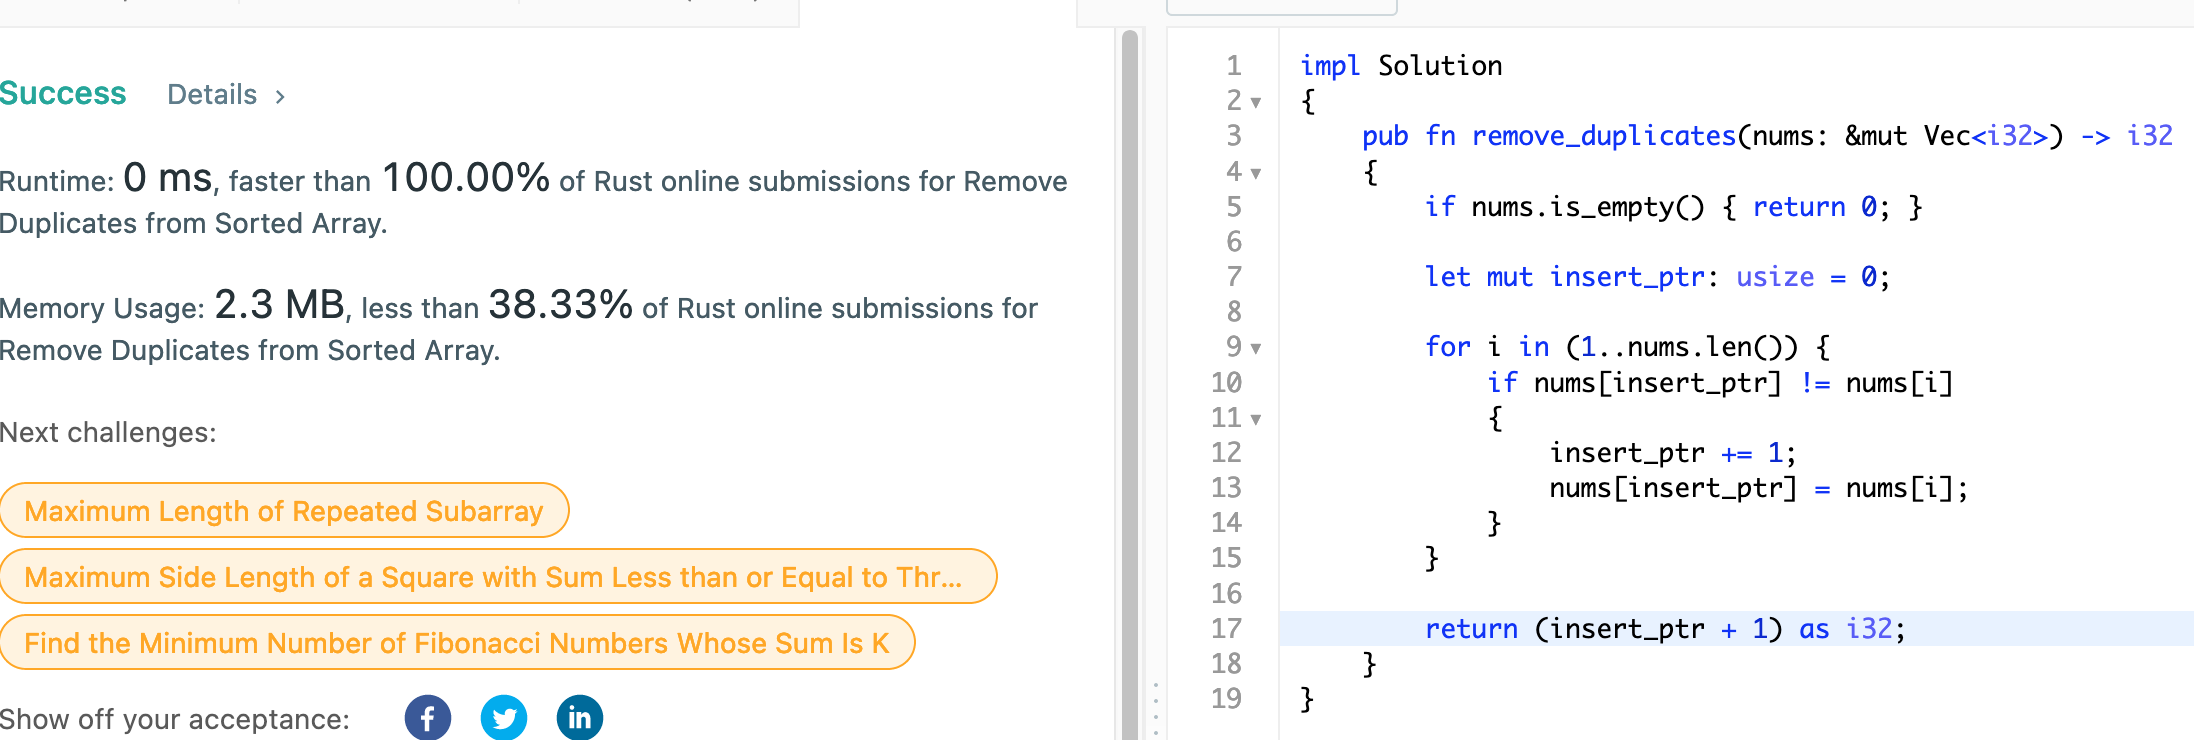 Success Details >
Runtime: 0 ms, faster than 100.00% of Rust online submissions for Remove
Duplicates from Sorted Array.
Memory Usage: 2.3 MB, less than 38.33% of Rust online submissions for
Remove Duplicates from Sorted Array.
Next challenges:
Maximum Length of Repeated Subarray
Maximum Side Length of a Square with Sum Less than or Equal to Thr...
Find the Minimum Number of Fibonacci Numbers Whose Sum Is K
Show off your acceptance: f in
1 impl Solution
2 {
3     pub fn remove_duplicates(nums: &mut Vec<i32>) -> i32
4     {
5         if nums.is_empty() { return 0; }
6
7         let mut insert_ptr: usize = 0;
8
9         for i in (1..nums.len()) {
10             if nums[insert_ptr] != nums[i]
11             {
12                 insert_ptr += 1;
13                 nums[insert_ptr] = nums[i];
14             }
15         }
16
17         return (insert_ptr + 1) as i32;
18     }
19 }